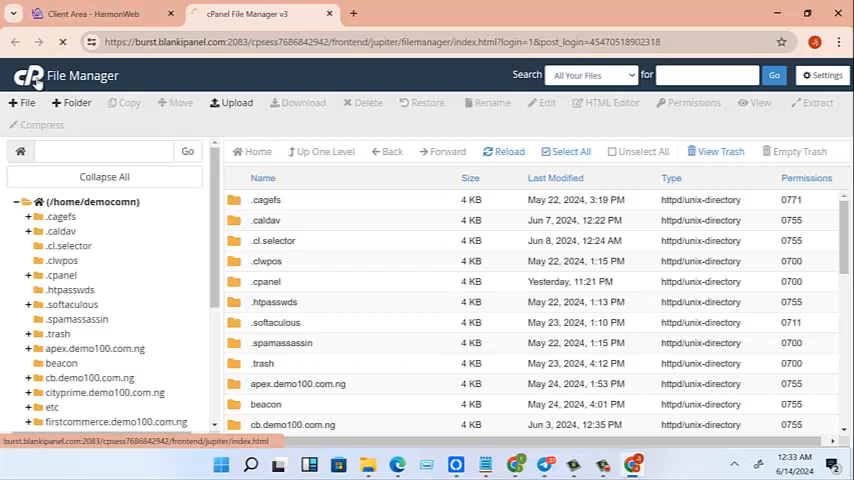 Client Area - HarmonWeb
cPanel File Manager v3
https://burst.blankipanel.com:2083/cpsess7686842942/frontend/jupiter/filemanager/index.html?login=1&post_login=45470518902318
cP File Manager
Search All Your Files for Go Settings
File Folder Copy Move Upload Download Delete Restore Rename Edit HTML Editor Permissions View Extract
Compress
Go Home Up One Level Back Forward Reload Select All Unselect All View Trash Empty Trash
Collapse All
(/home/democomn)
.cagefs
.caldav
.cl.selector
.clwpos
.cpanel
.htpasswds
.softaculous
.spamassassin
.trash
apex.demo100.com.ng
beacon
cb.demo100.com.ng
cityprime.demo100.com.ng
etc
firstcommerce.demo100.com.ng
Name Size Last Modified Type Permissions
.cagefs 4 KB May 22, 2024, 3:19 PM httpd/unix-directory 0771
.caldav 4 KB Jun 7, 2024, 12:22 PM httpd/unix-directory 0755
.cl.selector 4 KB Jun 8, 2024, 12:24 AM httpd/unix-directory 0755
.clwpos 4 KB May 22, 2024, 1:15 PM httpd/unix-directory 0700
.cpanel 4 KB Yesterday, 11:21 PM httpd/unix-directory 0700
.htpasswds 4 KB May 22, 2024, 1:13 PM httpd/unix-directory 0755
.softaculous 4 KB May 23, 2024, 1:10 PM httpd/unix-directory 0711
.spamassassin 4 KB May 22, 2024, 1:15 PM httpd/unix-directory 0700
.trash 4 KB May 23, 2024, 4:12 PM httpd/unix-directory 0700
apex.demo100.com.ng 4 KB May 24, 2024, 1:53 PM httpd/unix-directory 0755
beacon 4 KB May 24, 2024, 4:01 PM httpd/unix-directory 0755
cb.demo100.com.ng 4 KB Jun 3, 2024, 12:35 PM httpd/unix-directory 0755
burst.blankipanel.com:2083/cpsess7686842942/frontend/jupiter/index.html
12:33 AM
6/14/2024
2